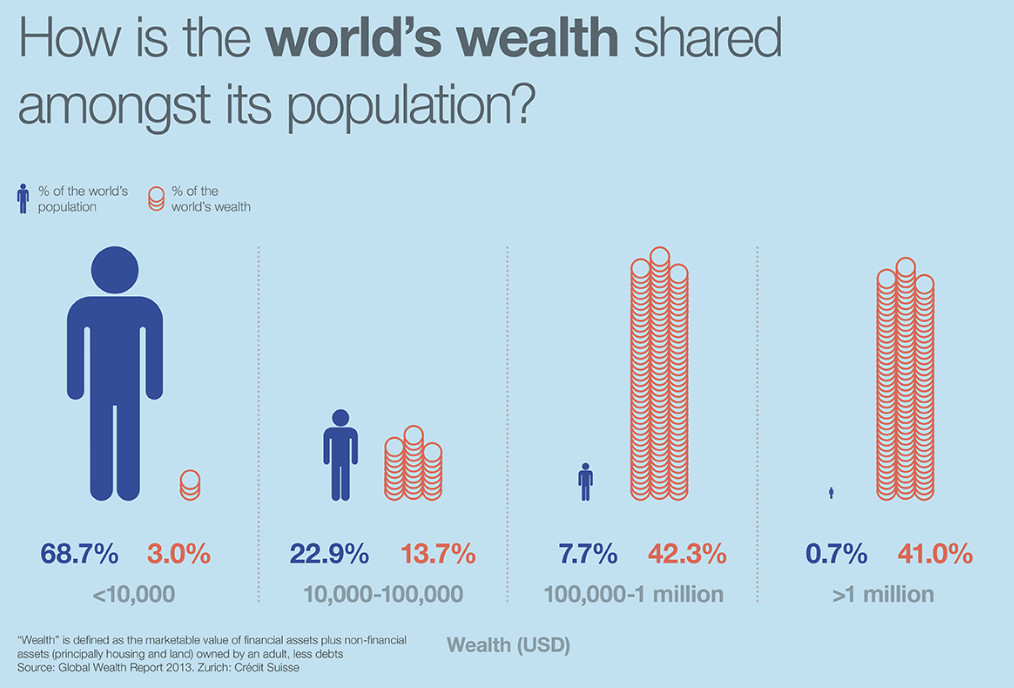 How is the world's wealth shared
amongst its population?
% of the world's
population
% of the
world's wealth
68.7% 3.0%
<10,000
22.9% 13.7%
10,000-100,000
7.7% 42.3%
100,000-1 million
0.7% 41.0%
>1 million
Wealth (USD)
“Wealth” is defined as the marketable value of financial assets plus non-financial
assets (principally housing and land) owned by an adult, less debts
Source: Global Wealth Report 2013. Zurich: Crédit Suisse